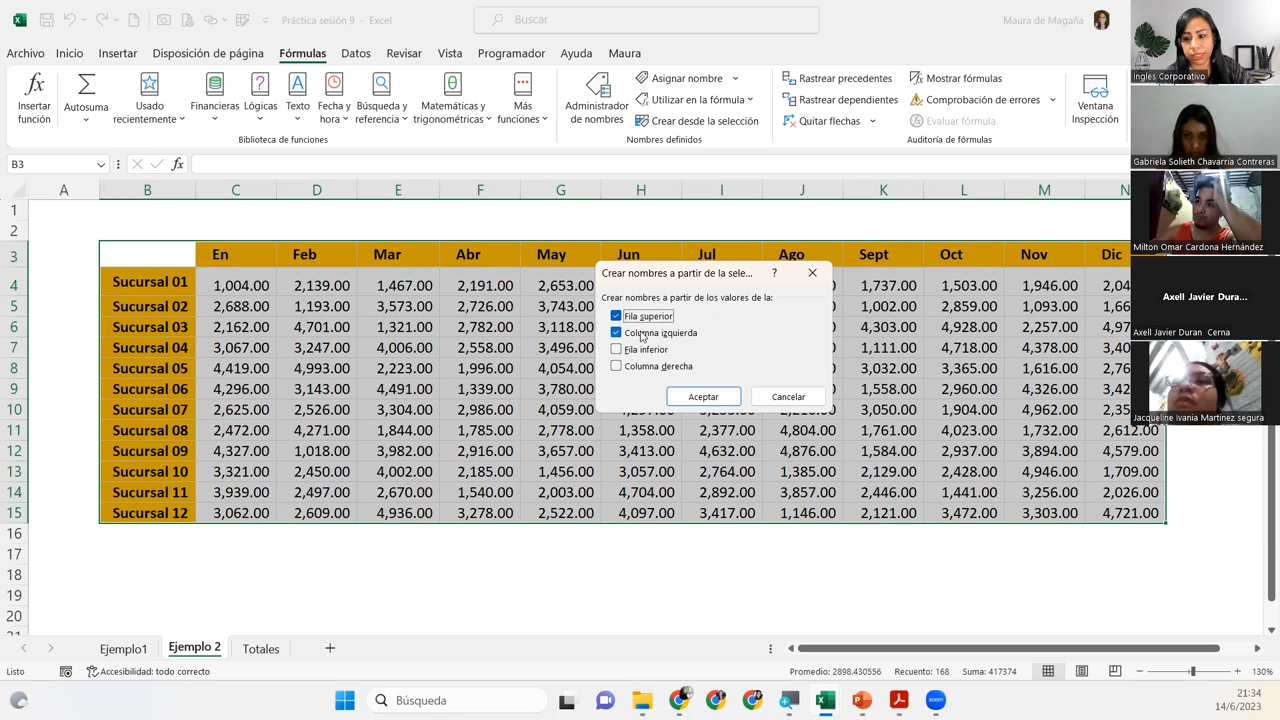 Práctica sesión 9 - Excel
Buscar
Maura de Magaña
Archivo Inicio Insertar Disposición de página Fórmulas Datos Revisar Vista Programador Ayuda Maura
Insertar función
Autosuma
Usado recientemente
Financieras
Lógicas
Texto
Fecha y hora
Búsqueda y referencia
Matemáticas y trigonométricas
Más funciones
Biblioteca de funciones
Administrador de nombres
Asignar nombre
Utilizar en la fórmula
Crear desde la selección
Nombres definidos
Rastrear precedentes
Rastrear dependientes
Quitar flechas
Mostrar fórmulas
Comprobación de errores
Evaluar fórmula
Auditoría de fórmulas
Ventana Inspección
B3
fx
A B C D E F G H I J K L M N
1
2
3 En Feb Mar Abr May Jun Jul Ago Sept Oct Nov Dic
4 Sucursal 01 1,004.00 2,139.00 1,467.00 2,191.00 2,653.00 1,737.00 1,503.00 1,946.00
5 Sucursal 02 2,688.00 1,193.00 3,573.00 2,726.00 3,743.00 1,002.00 2,859.00 1,093.00
6 Sucursal 03 2,162.00 4,701.00 1,321.00 2,782.00 3,118.00 4,303.00 4,928.00 2,257.00
7 Sucursal 04 3,067.00 3,247.00 4,006.00 2,558.00 3,496.00 1,111.00 4,718.00 3,368.00
8 Sucursal 05 4,419.00 4,993.00 2,223.00 1,996.00 4,054.00 2,423.00 4,371.00 1,616.00
9 Sucursal 06 4,296.00 3,143.00 4,491.00 1,339.00 3,780.00 1,558.00 2,960.00 4,326.00
10 Sucursal 07 2,625.00 2,526.00 3,304.00 2,986.00 4,059.00 3,050.00 1,904.00 4,962.00
11 Sucursal 08 2,472.00 4,271.00 1,844.00 2,669.00 2,778.00 1,358.00 2,377.00 4,804.00 1,761.00 4,023.00 1,732.00 2,612.00
12 Sucursal 09 4,327.00 1,018.00 3,982.00 2,916.00 3,657.00 3,413.00 4,632.00 4,876.00 1,584.00 2,937.00 3,894.00 4,579.00
13 Sucursal 10 3,321.00 2,450.00 4,002.00 2,185.00 1,456.00 3,057.00 2,764.00 1,385.00 2,129.00 2,428.00 4,946.00 1,709.00
14 Sucursal 11 3,939.00 2,497.00 2,670.00 1,540.00 2,003.00 4,704.00 2,892.00 3,857.00 2,446.00 1,441.00 3,256.00 2,026.00
15 Sucursal 12 3,062.00 2,609.00 4,936.00 3,278.00 2,522.00 4,097.00 3,417.00 1,146.00 2,121.00 3,472.00 3,303.00 4,721.00
16
17
18
19
20
Crear nombres a partir de la sele... ?
Crear nombres a partir de los valores de la:
Fila superior
Columna izquierda
Fila inferior
Columna derecha
Aceptar Cancelar
Ingles Corporativo
Gabriela Solieth Chavarría Contreras
Milton Omar Cardona Hernández
Axell Javier Dura...
Axell Javier Duran Cerna
Jacqueline Ivania Martinez segura
Ejemplo1 Ejemplo 2 Totales
Listo
Accesibilidad: todo correcto
Promedio: 2898.430556 Recuento: 168 Suma: 417374
130%
Búsqueda
zoom
21:34
14/6/2023